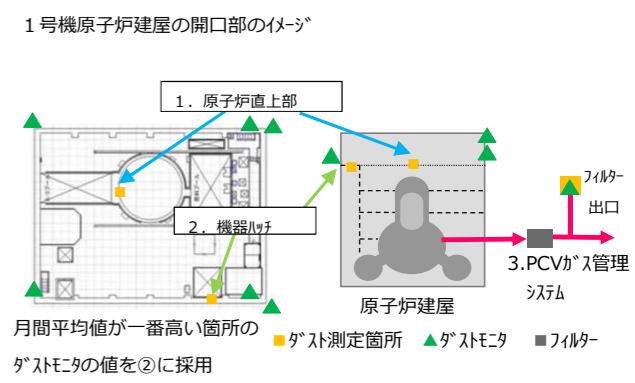 １号機原子炉建屋の開口部のｲﾒｰｼﾞ
１．原子炉直上部
２．機器ﾊｯﾁ
ﾌｨﾙﾀｰ
出口
3.PCVｶﾞｽ管理
ｼｽﾃﾑ
原子炉建屋
月間平均値が一番高い箇所の
ﾀﾞｽﾄﾓﾆﾀの値を②に採用
ﾀﾞｽﾄ測定箇所 ﾀﾞｽﾄﾓﾆﾀ ﾌｨﾙﾀｰ